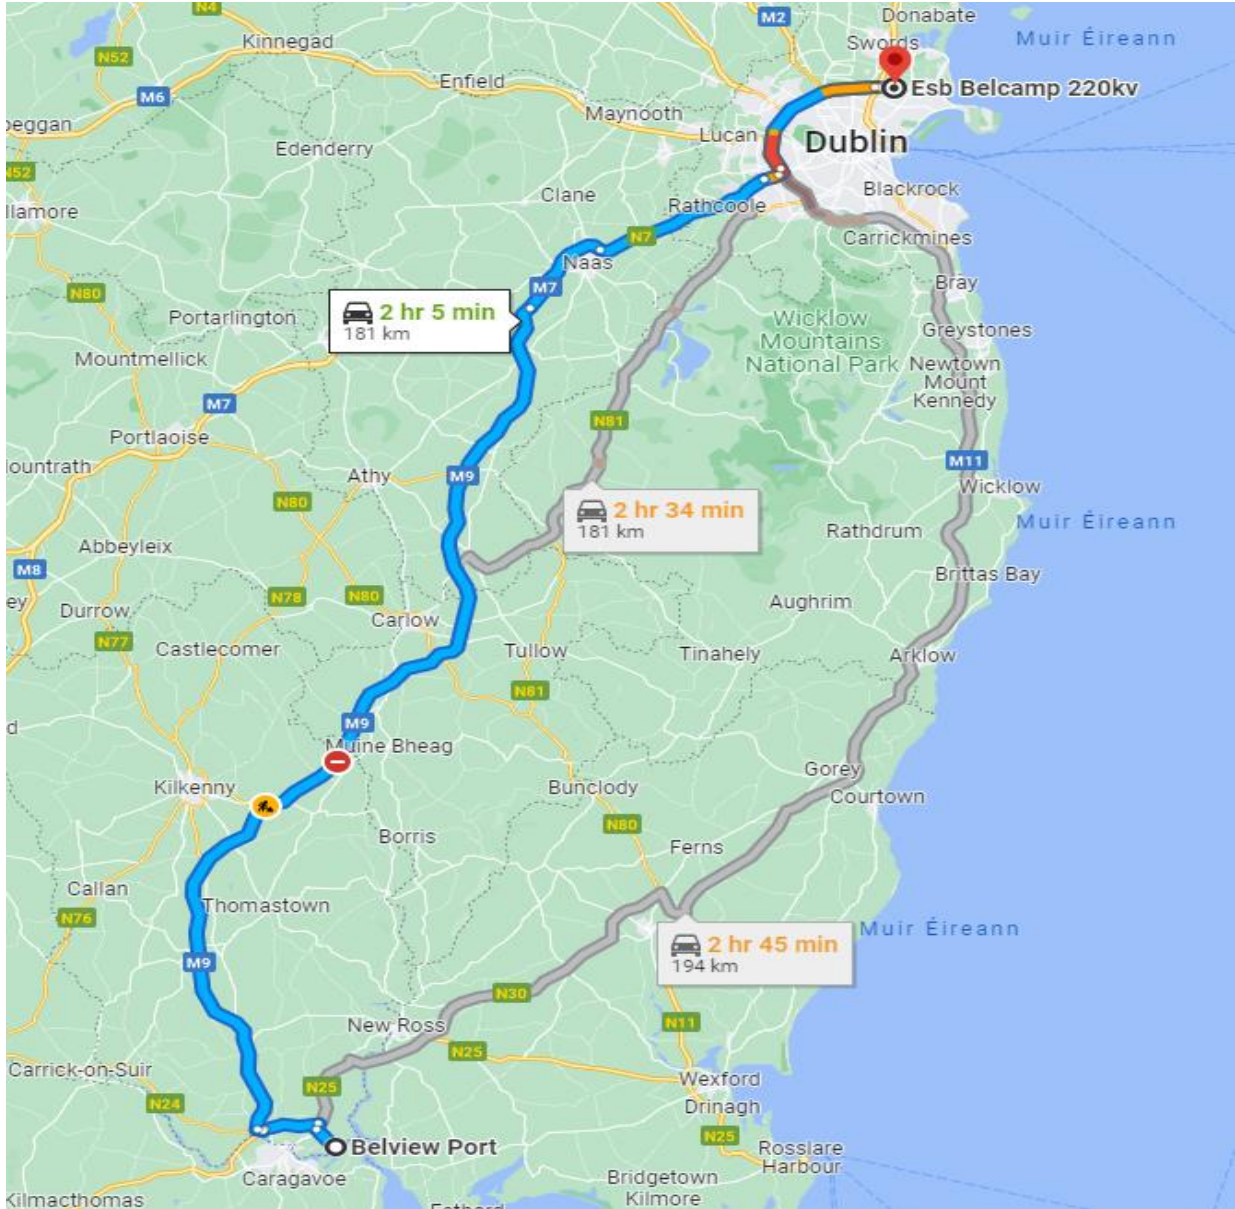 N4
Donabate
M2
Muir Éireann
Kinnegad
Swords
N52
Enfield
Esb Belcamp 220kv
M6
Maynooth
Lucan
Dublin
beggan
Edenderry
N52
Clane
Blackrock
llamore
Rathcoole
N7
Carrickmines
Naas
Bray
N80
M7
2 hr 5 min
181 km
Portarlington
Wicklow
Mountains
National Park
Greystones
Mountmellick
Newtown
Mount
Kennedy
M7
N81
Portlaoise
M11
ountrath
Athy
M9
Wicklow
N80
2 hr 34 min
181 km
Muir Éireann
Rathdrum
Abbeyleix
M8
Brittas Bay
ey
Durrow
N78
N80
Aughrim
Carlow
N77
Castlecomer
Tullow
Tinahely
Arklow
N81
d
M9
Muine Bheag
Gorey
Kilkenny
Bunclody
Courtown
N80
Borris
Ferns
Callan
Thomastown
N76
Muir Éireann
2 hr 45 min
194 km
M9
N30
New Ross
N11
N25
Carrick-on-Suir
Wexford
N25
N24
Drinagh
N25
Belview Port
Rosslare
Harbour
Caragavoe
Bridgetown
Kilmore
Kilmacthomas